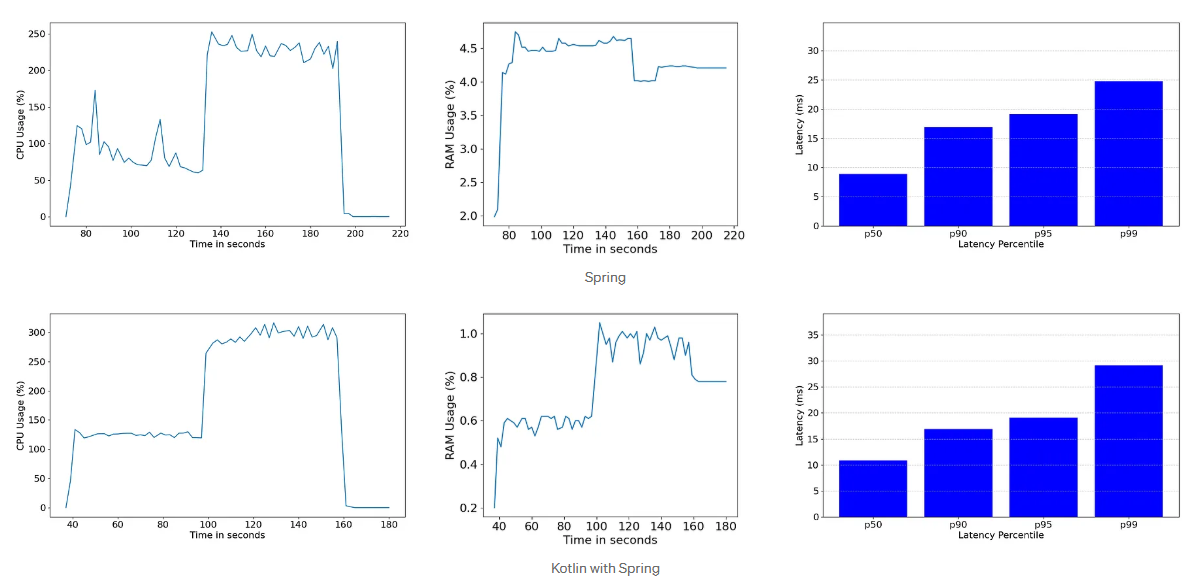 CPU Usage (%)
250
200
150
100
50
0
80 100 120 140 160 180 200 220
Time in seconds
RAM Usage (%)
4.5
4.0
3.5
3.0
2.5
2.0
80 100 120 140 160 180 200 220
Time in seconds
Latency (ms)
30
25
20
15
10
5
0
p50 p90 p95 p99
Latency Percentile
Spring
CPU Usage (%)
300
250
200
150
100
50
0
40 60 80 100 120 140 160 180
Time in seconds
RAM Usage (%)
1.0
0.8
0.6
0.4
0.2
40 60 80 100 120 140 160 180
Time in seconds
Latency (ms)
35
30
25
20
15
10
5
0
p50 p90 p95 p99
Latency Percentile
Kotlin with Spring